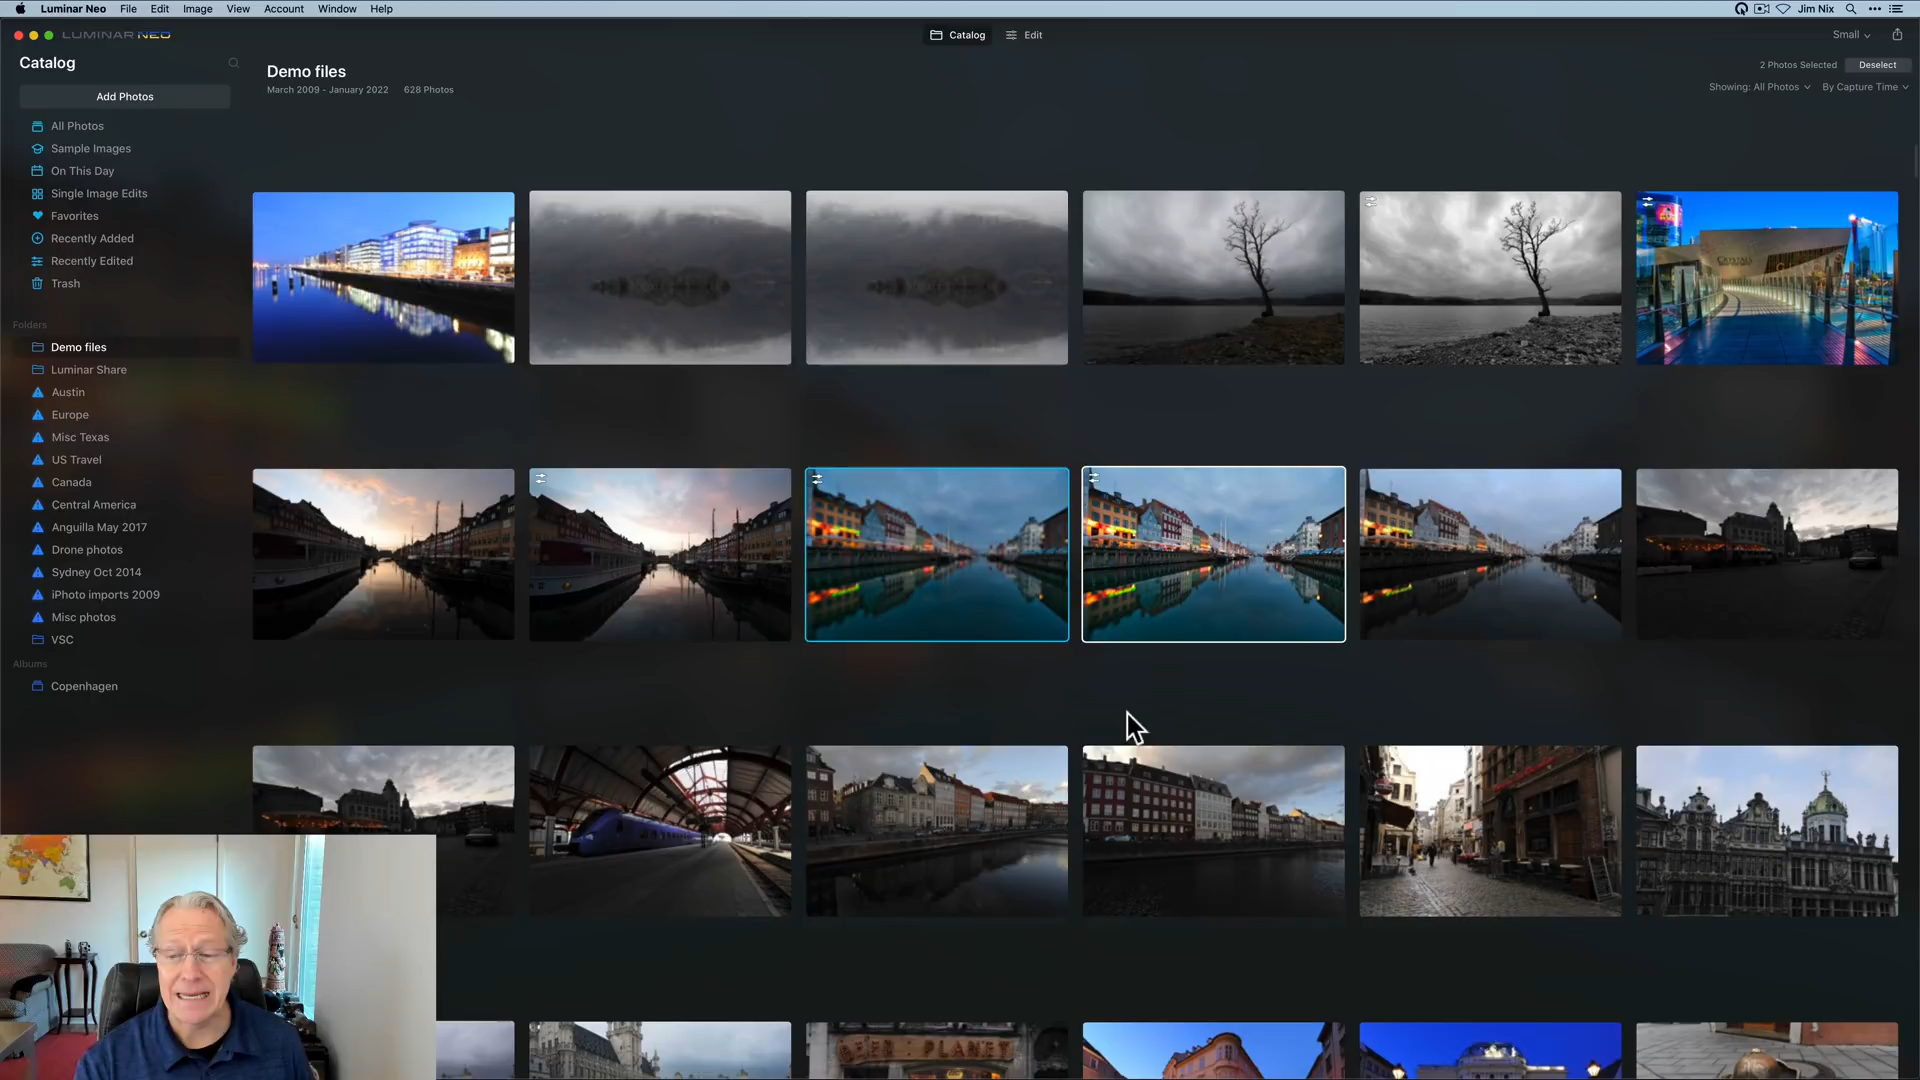 Luminar Neo File Edit Image View Account Window Help Jim Nix
LUMINAR NEO
Catalog Edit Small
Catalog
Add Photos
All Photos
Sample Images
On This Day
Single Image Edits
Favorites
Recently Added
Recently Edited
Trash
Folders
Demo files
Luminar Share
Austin
Europe
Misc Texas
US Travel
Canada
Central America
Anguilla May 2017
Drone photos
Sydney Oct 2014
iPhoto imports 2009
Misc photos
VSC
Albums
Copenhagen
Demo files
March 2009 - January 2022 628 Photos
2 Photos Selected Deselect
Showing: All Photos By Capture Time
CRYSTALS
BEER PLANET